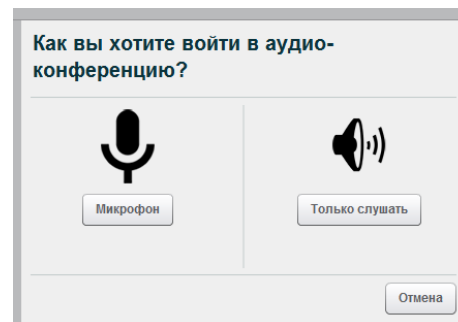 Как вы хотите войти в аудио-
конференцию?
Микрофон
Только слушать
Отмена